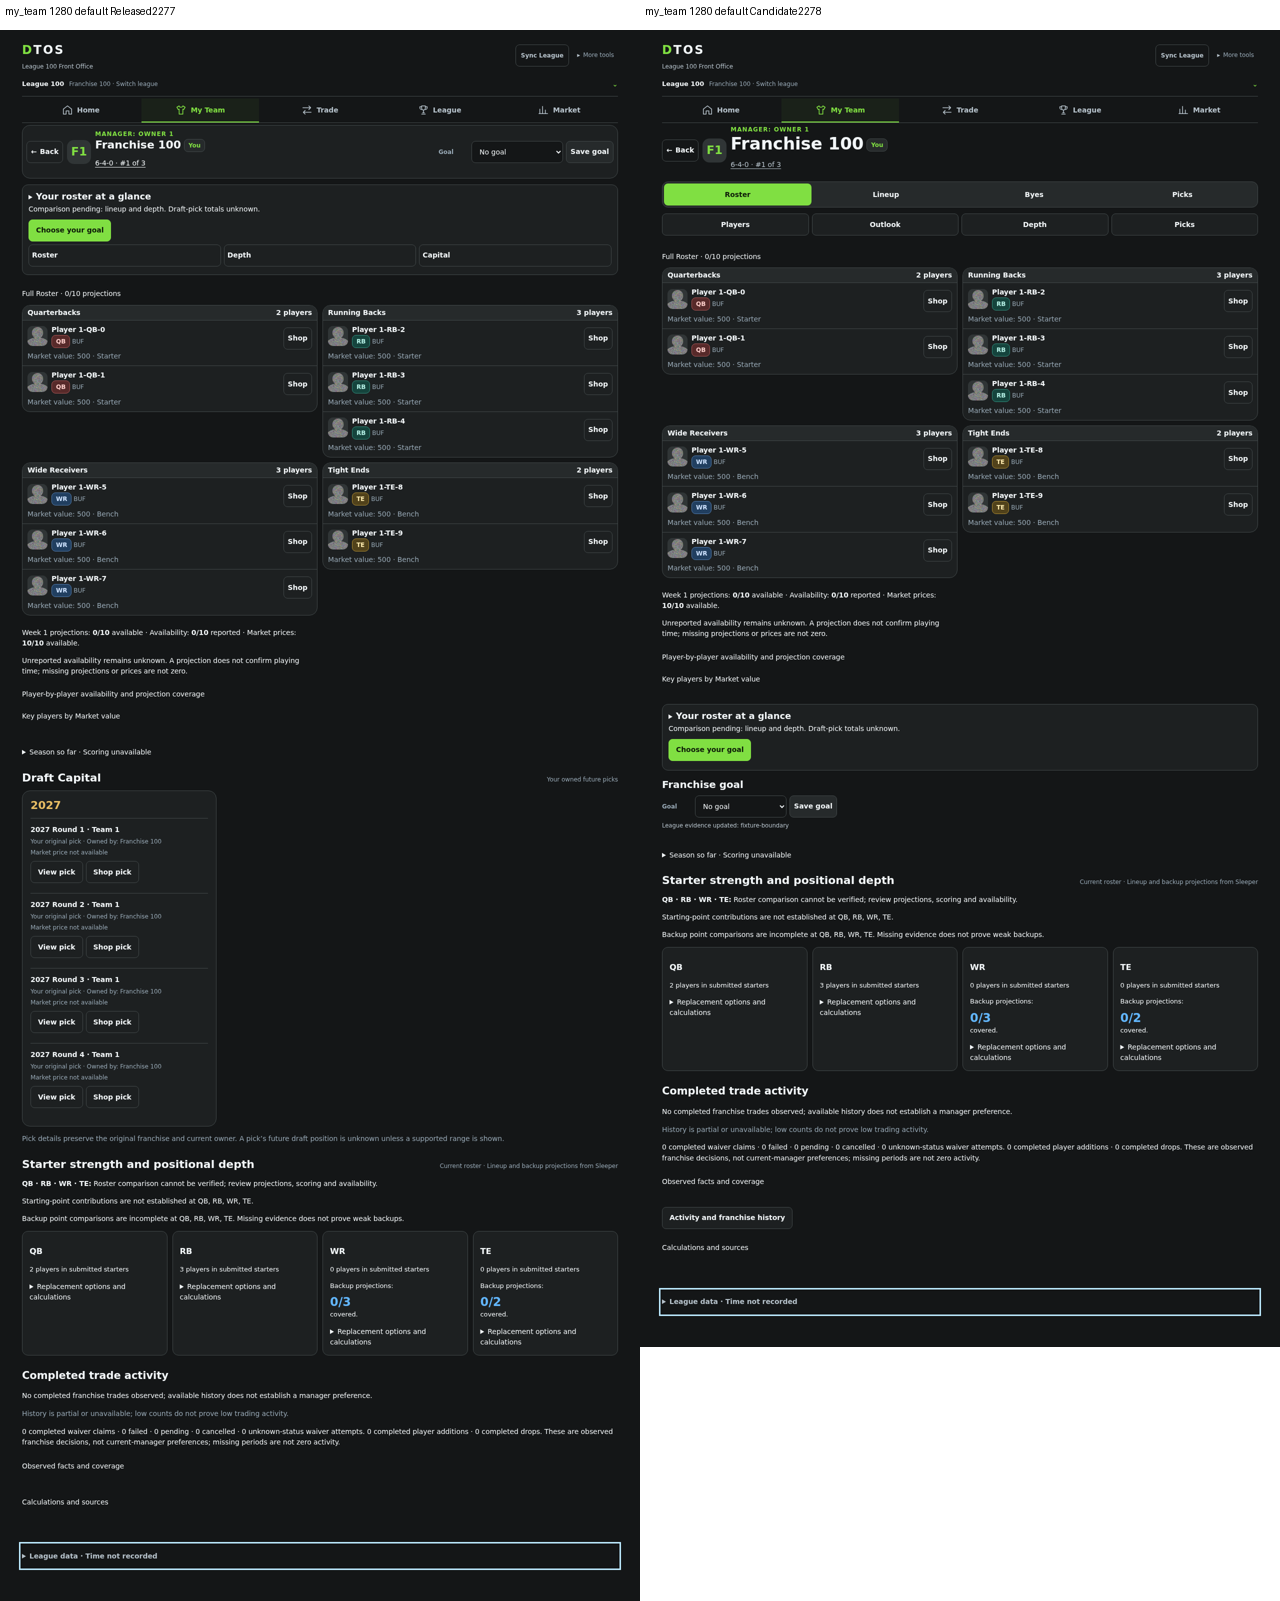 my_team 1280 default Released2277
DTOS
League 100 Front Office
Sync League
▸ More tools
League 100 Franchise 100 · Switch league
Home
My Team
Trade
League
Market
← Back
F1
MANAGER: OWNER 1
Franchise 100 You
6-4-0 · #1 of 3
Goal
No goal
Save goal
▸ Your roster at a glance
Comparison pending: lineup and depth. Draft-pick totals unknown.
Choose your goal
Roster
Depth
Capital
Full Roster · 0/10 projections
Quarterbacks 2 players
Player 1-QB-0
QB BUF
Shop
Market value: 500 · Starter
Player 1-QB-1
QB BUF
Shop
Market value: 500 · Starter
Running Backs 3 players
Player 1-RB-2
RB BUF
Shop
Market value: 500 · Starter
Player 1-RB-3
RB BUF
Shop
Market value: 500 · Starter
Player 1-RB-4
RB BUF
Shop
Market value: 500 · Starter
Wide Receivers 3 players
Player 1-WR-5
WR BUF
Shop
Market value: 500 · Bench
Player 1-WR-6
WR BUF
Shop
Market value: 500 · Bench
Player 1-WR-7
WR BUF
Shop
Market value: 500 · Bench
Tight Ends 2 players
Player 1-TE-8
TE BUF
Shop
Market value: 500 · Bench
Player 1-TE-9
TE BUF
Shop
Market value: 500 · Bench
Week 1 projections: 0/10 available · Availability: 0/10 reported · Market prices:
10/10 available.
Unreported availability remains unknown. A projection does not confirm playing
time; missing projections or prices are not zero.
Player-by-player availability and projection coverage
Key players by Market value
▸ Season so far · Scoring unavailable
Draft Capital
Your owned future picks
2027
2027 Round 1 · Team 1
Your original pick · Owned by: Franchise 100
Market price not available
View pick
Shop pick
2027 Round 2 · Team 1
Your original pick · Owned by: Franchise 100
Market price not available
View pick
Shop pick
2027 Round 3 · Team 1
Your original pick · Owned by: Franchise 100
Market price not available
View pick
Shop pick
2027 Round 4 · Team 1
Your original pick · Owned by: Franchise 100
Market price not available
View pick
Shop pick
Pick details preserve the original franchise and current owner. A pick's future draft position is unknown unless a supported range is shown.
Starter strength and positional depth
Current roster · Lineup and backup projections from Sleeper
QB · RB · WR · TE: Roster comparison cannot be verified; review projections, scoring and availability.
Starting-point contributions are not established at QB, RB, WR, TE.
Backup point comparisons are incomplete at QB, RB, WR, TE. Missing evidence does not prove weak backups.
QB
2 players in submitted starters
▸ Replacement options and
calculations
RB
3 players in submitted starters
▸ Replacement options and
calculations
WR
0 players in submitted starters
Backup projections:
0/3
covered.
▸ Replacement options and
calculations
TE
0 players in submitted starters
Backup projections:
0/2
covered.
▸ Replacement options and
calculations
Completed trade activity
No completed franchise trades observed; available history does not establish a manager preference.
History is partial or unavailable; low counts do not prove low trading activity.
0 completed waiver claims · 0 failed · 0 pending · 0 cancelled · 0 unknown-status waiver attempts. 0 completed player additions · 0 completed drops. These are observed
franchise decisions, not current-manager preferences; missing periods are not zero activity.
Observed facts and coverage
Calculations and sources
▸ League data · Time not recorded
my_team 1280 default Candidate2278
DTOS
League 100 Front Office
Sync League
▸ More tools
League 100 Franchise 100 · Switch league
Home
My Team
Trade
League
Market
← Back
F1
MANAGER: OWNER 1
Franchise 100 You
6-4-0 · #1 of 3
Roster
Lineup
Byes
Picks
Players
Outlook
Depth
Picks
Full Roster · 0/10 projections
Quarterbacks 2 players
Player 1-QB-0
QB BUF
Shop
Market value: 500 · Starter
Player 1-QB-1
QB BUF
Shop
Market value: 500 · Starter
Running Backs 3 players
Player 1-RB-2
RB BUF
Shop
Market value: 500 · Starter
Player 1-RB-3
RB BUF
Shop
Market value: 500 · Starter
Player 1-RB-4
RB BUF
Shop
Market value: 500 · Starter
Wide Receivers 3 players
Player 1-WR-5
WR BUF
Shop
Market value: 500 · Bench
Player 1-WR-6
WR BUF
Shop
Market value: 500 · Bench
Player 1-WR-7
WR BUF
Shop
Market value: 500 · Bench
Tight Ends 2 players
Player 1-TE-8
TE BUF
Shop
Market value: 500 · Bench
Player 1-TE-9
TE BUF
Shop
Market value: 500 · Bench
Week 1 projections: 0/10 available · Availability: 0/10 reported · Market prices:
10/10 available.
Unreported availability remains unknown. A projection does not confirm playing
time; missing projections or prices are not zero.
Player-by-player availability and projection coverage
Key players by Market value
▸ Your roster at a glance
Comparison pending: lineup and depth. Draft-pick totals unknown.
Choose your goal
Franchise goal
Goal
No goal
Save goal
League evidence updated: fixture-boundary
▸ Season so far · Scoring unavailable
Starter strength and positional depth
Current roster · Lineup and backup projections from Sleeper
QB · RB · WR · TE: Roster comparison cannot be verified; review projections, scoring and availability.
Starting-point contributions are not established at QB, RB, WR, TE.
Backup point comparisons are incomplete at QB, RB, WR, TE. Missing evidence does not prove weak backups.
QB
2 players in submitted starters
▸ Replacement options and
calculations
RB
3 players in submitted starters
▸ Replacement options and
calculations
WR
0 players in submitted starters
Backup projections:
0/3
covered.
▸ Replacement options and
calculations
TE
0 players in submitted starters
Backup projections:
0/2
covered.
▸ Replacement options and
calculations
Completed trade activity
No completed franchise trades observed; available history does not establish a manager preference.
History is partial or unavailable; low counts do not prove low trading activity.
0 completed waiver claims · 0 failed · 0 pending · 0 cancelled · 0 unknown-status waiver attempts. 0 completed player additions · 0 completed drops. These are observed
franchise decisions, not current-manager preferences; missing periods are not zero activity.
Observed facts and coverage
Activity and franchise history
Calculations and sources
▸ League data · Time not recorded